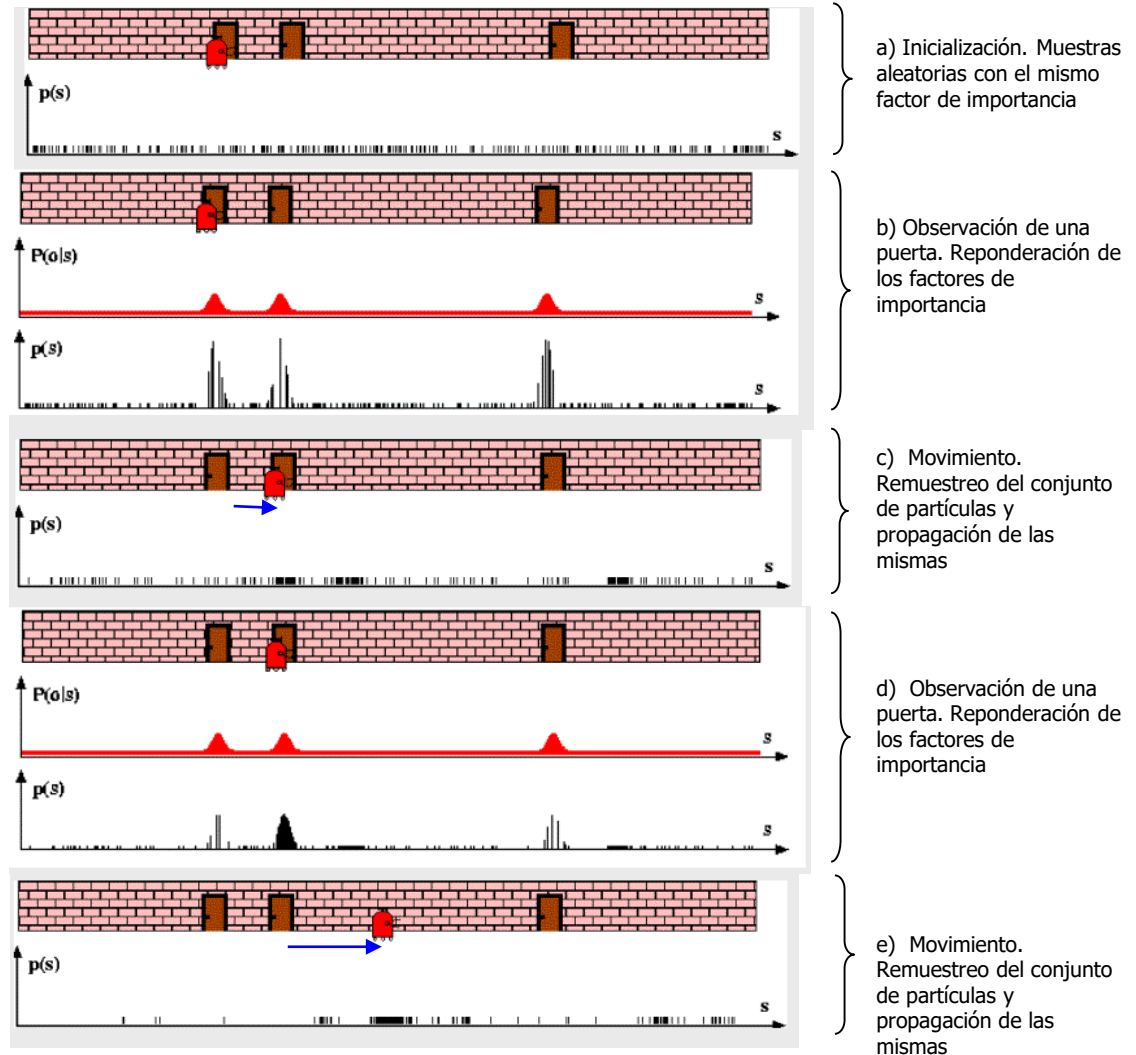 p(s)
s
a) Inicialización. Muestras
aleatorias con el mismo
factor de importancia
P(o|s)
s
p(s)
s
b) Observación de una
puerta. Reponderación de
los factores de
importancia
p(s)
s
c) Movimiento.
Remuestreo del conjunto
de partículas y
propagación de las
mismas
P(o|s)
s
p(s)
s
d) Observación de una
puerta. Reponderación de
los factores de
importancia
p(s)
s
e) Movimiento.
Remuestreo del conjunto
de partículas y
propagación de las
mismas